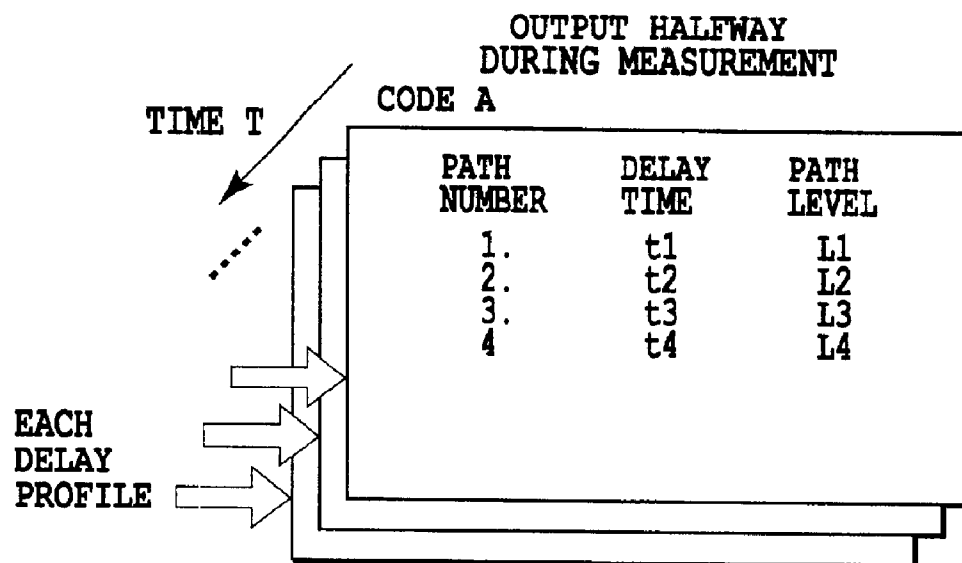 OUTPUT HALFWAY
DURING MEASUREMENT
TIME T
CODE A
PATH NUMBER DELAY TIME PATH LEVEL
1. t1 L1
2. t2 L2
3. t3 L3
4 t4 L4
EACH
DELAY
PROFILE